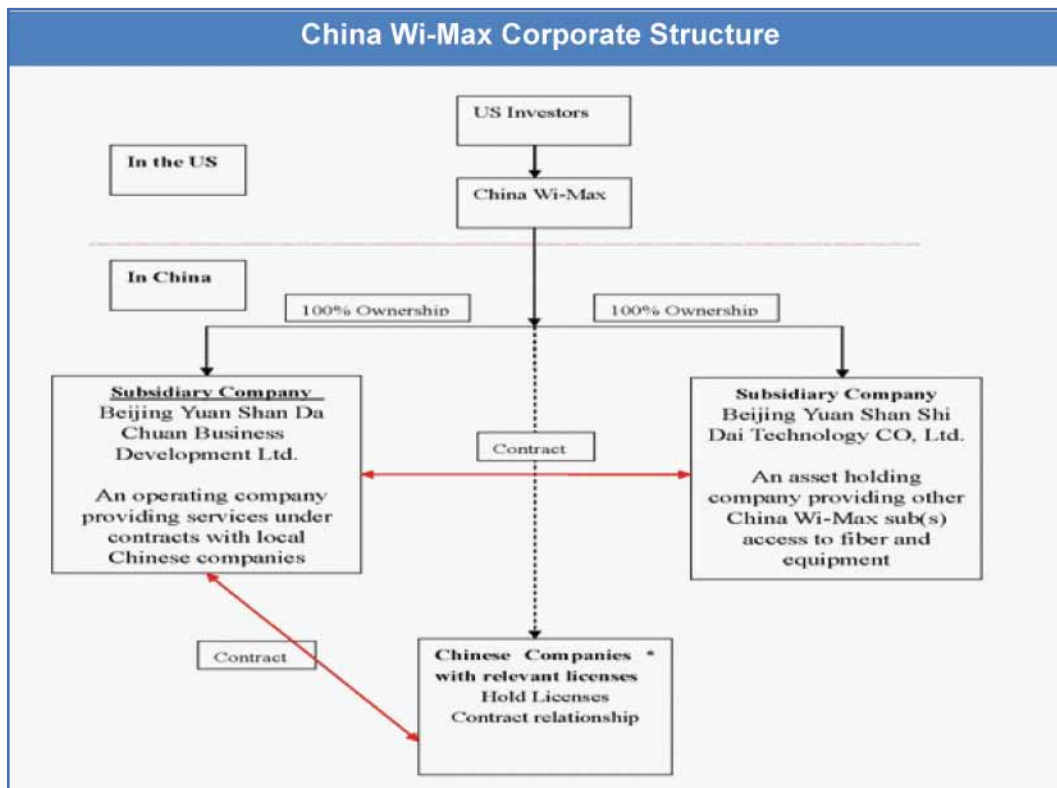 China Wi-Max Corporate Structure
US Investors
In the US
China Wi-Max
In China
100% Ownership
100% Ownership
Subsidiary Company
Beijing Yuan Shan Da
Chuan Business
Development Ltd.
An operating company
providing services under
contracts with local
Chinese companies
Contract
Subsidiary Company
Beijing Yuan Shan Shi
Dai Technology CO, Ltd.
An asset holding
company providing other
China Wi-Max sub(s)
access to fiber and
equipment
Contract
Chinese Companies *
with relevant licenses
Hold Licenses
Contract relationship